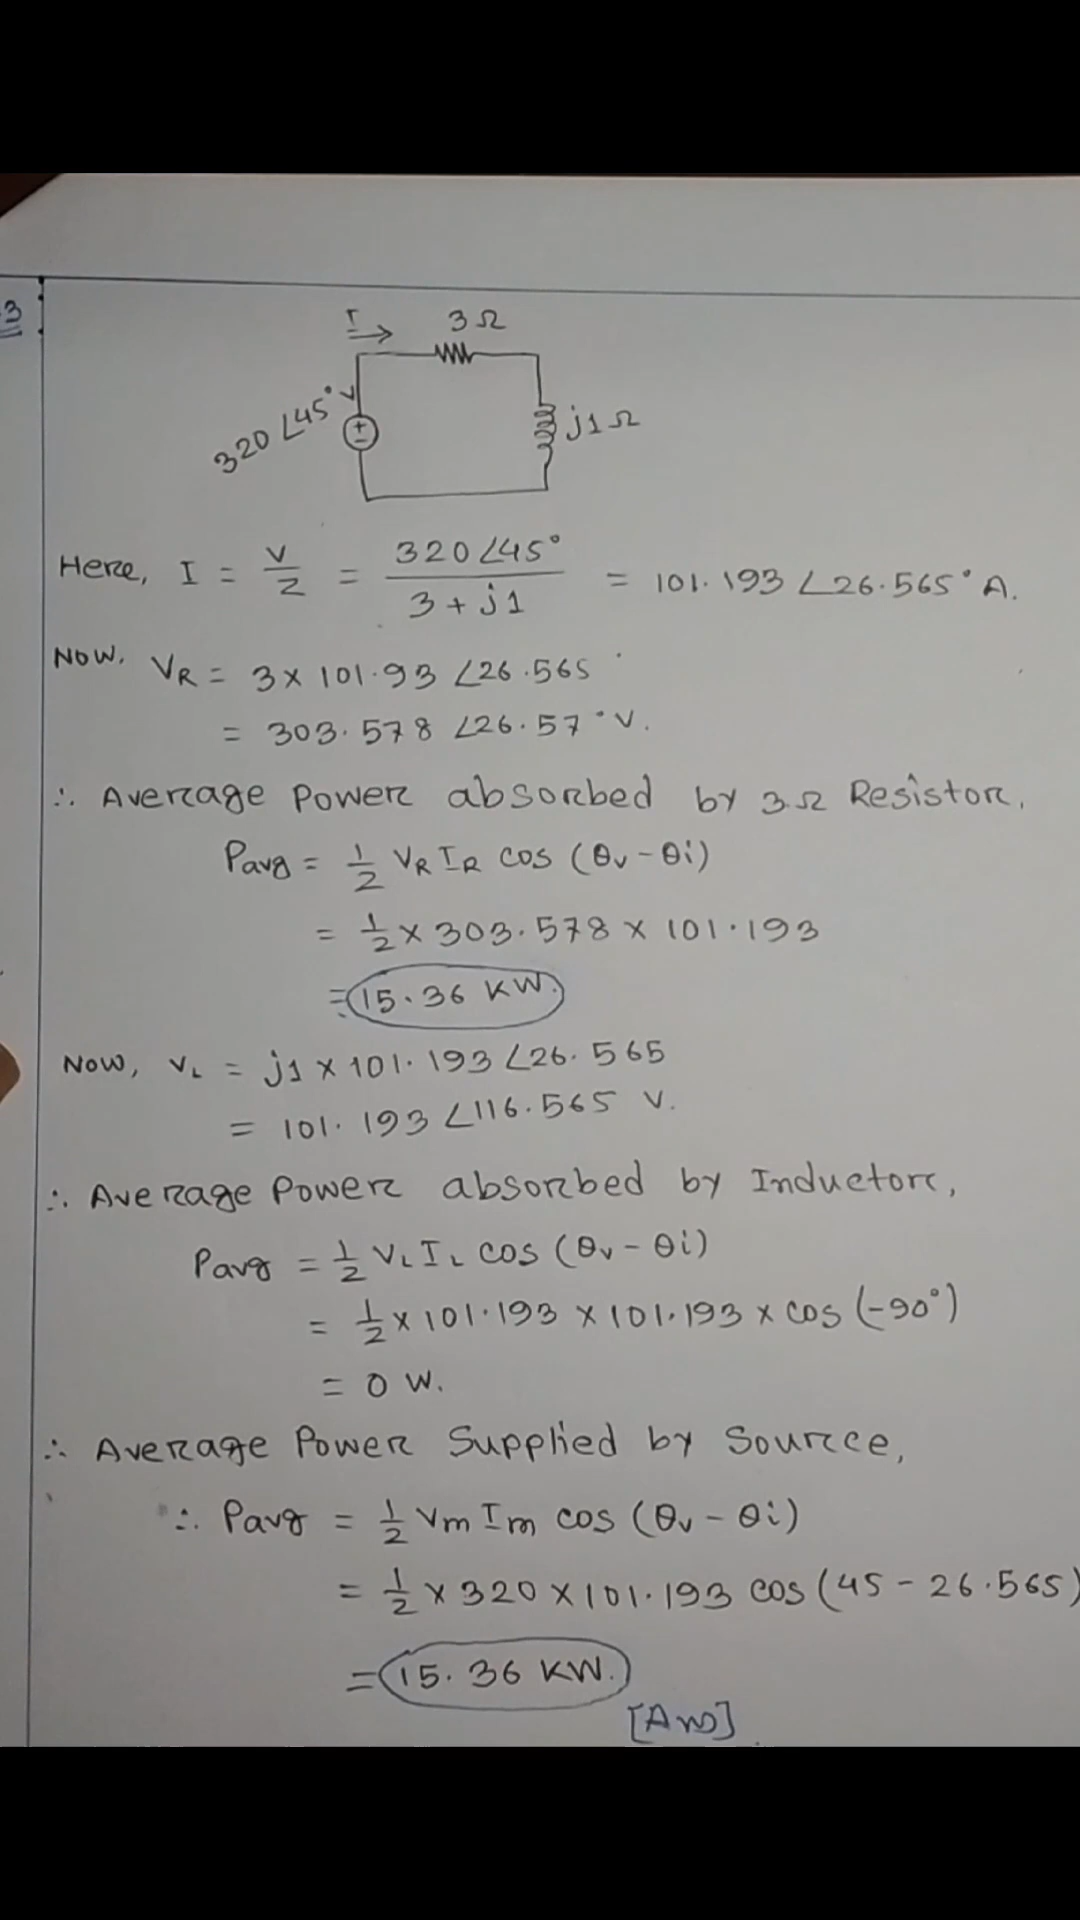 3
I
3Ω
320 ∠45° V
+
−
j1Ω
Here, I = V/Z = 320∠45° / 3 + j1 = 101.193 ∠26.565° A.
Now. VR = 3 × 101.93 ∠26.565
= 303.578 ∠26.57° V.
∴ Average Power absorbed by 3Ω Resistor,
Pavg = 1/2 VR IR cos (θv − θi)
= 1/2 × 303.578 × 101.193
= 15.36 KW.
Now, VL = j1 × 101.193 ∠26.565
= 101.193 ∠116.565 V.
∴ Average Power absorbed by Inductor,
Pavg = 1/2 VL IL cos (θv − θi)
= 1/2 × 101.193 × 101.193 × cos (−90°)
= 0 W.
∴ Average Power Supplied by Source,
∴ Pavg = 1/2 Vm Im cos (θv − θi)
= 1/2 × 320 × 101.193 cos (45 − 26.565)
= 15.36 KW.
[Ans]